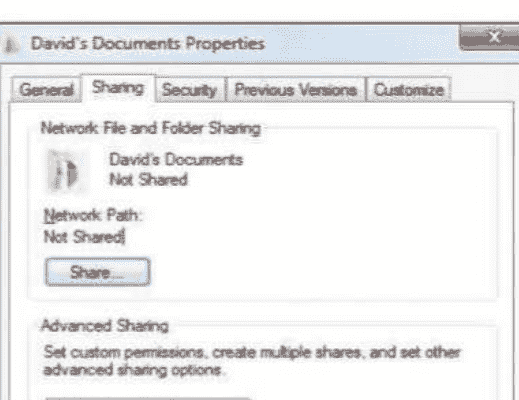 David's Documents Properties
General Sharing Security Previous Versions Customize
Network File and Folder Sharing
David's Documents
Not Shared
Network Path:
Not Shared
Share...
Advanced Sharing
Set custom permissions, create multiple shares, and set other
advanced sharing options.